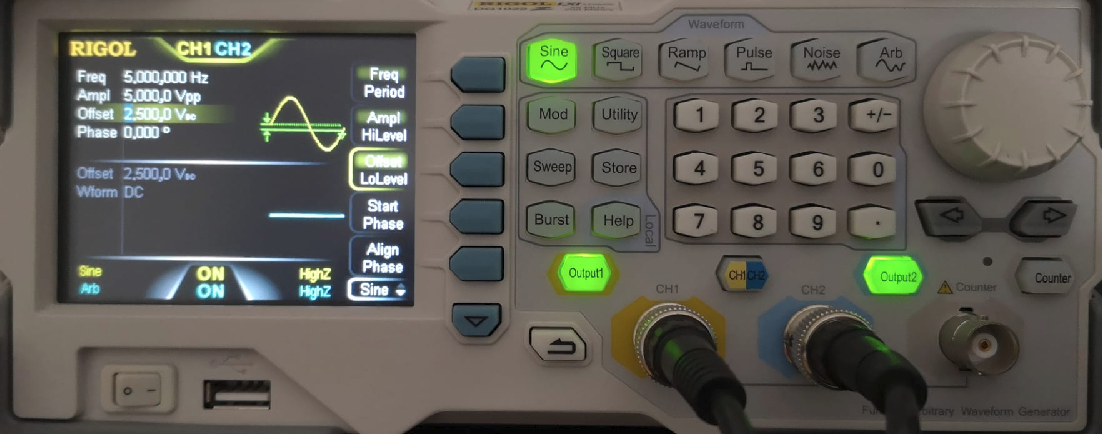 RIGOL
CH1 CH2
Freq 5,000,000 Hz
Ampl 5,000,0 Vpp
Offset 2,500,0 VDC
Phase 0,000 °
Offset 2,500,0 VDC
Wform DC
Sine ON HighZ
Arb ON HighZ
Freq
Period
Ampl
HiLevel
Offset
LoLevel
Start
Phase
Align
Phase
Sine
Waveform
Sine Square Ramp Pulse Noise Arb
Mod Utility
Sweep Store
Burst Help
Local
1 2 3 +/−
4 5 6 0
7 8 9 .
Output1 CH1 CH2 Output2 Counter
CH1 CH2 Counter
Waveform Generator